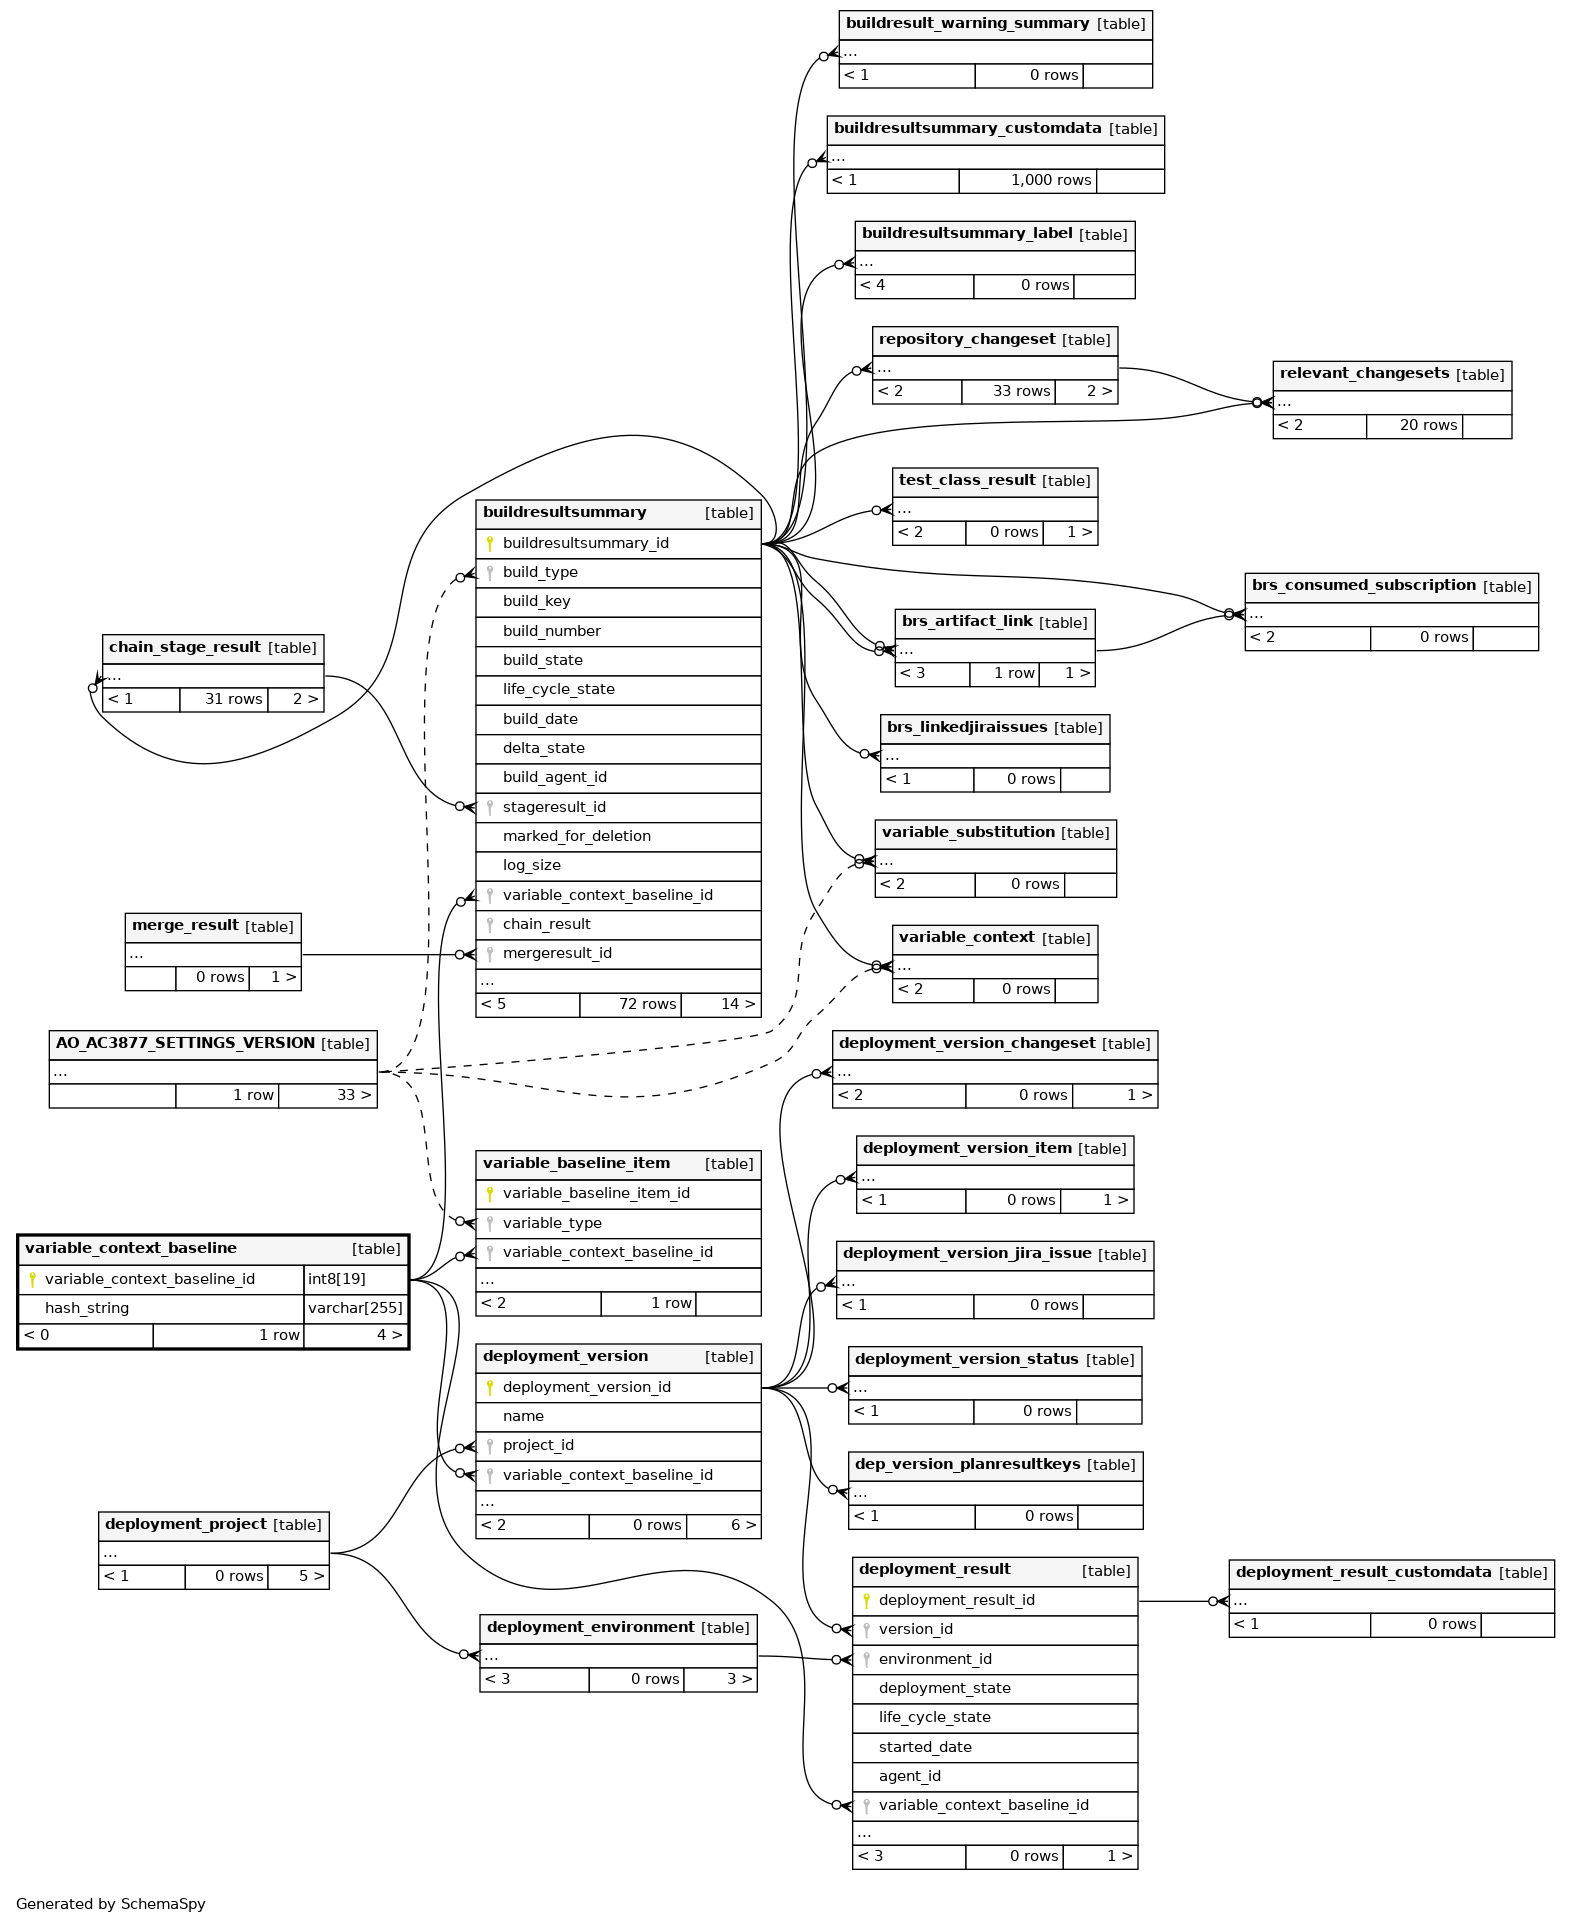 buildresult_warning_summary [table]
...
< 1 0 rows
buildresultsummary_customdata [table]
...
< 1 1,000 rows
buildresultsummary_label [table]
...
< 4 0 rows
repository_changeset [table]
...
< 2 33 rows 2 >
relevant_changesets [table]
...
< 2 20 rows
test_class_result [table]
...
< 2 0 rows 1 >
buildresultsummary [table]
buildresultsummary_id
build_type
build_key
build_number
build_state
life_cycle_state
build_date
delta_state
build_agent_id
stageresult_id
marked_for_deletion
log_size
variable_context_baseline_id
chain_result
mergeresult_id
...
< 5 72 rows 14 >
brs_consumed_subscription [table]
...
< 2 0 rows
brs_artifact_link [table]
...
< 3 1 row 1 >
chain_stage_result [table]
...
< 1 31 rows 2 >
brs_linkedjiraissues [table]
...
< 1 0 rows
variable_substitution [table]
...
< 2 0 rows
merge_result [table]
...
0 rows 1 >
variable_context [table]
...
< 2 0 rows
AO_AC3877_SETTINGS_VERSION [table]
...
1 row 33 >
deployment_version_changeset [table]
...
< 2 0 rows 1 >
deployment_version_item [table]
...
< 1 0 rows 1 >
variable_baseline_item [table]
variable_baseline_item_id
variable_type
variable_context_baseline_id
...
< 2 1 row
variable_context_baseline [table]
variable_context_baseline_id int8[19]
hash_string varchar[255]
< 0 1 row 4 >
deployment_version_jira_issue [table]
...
< 1 0 rows
deployment_version [table]
deployment_version_id
name
project_id
variable_context_baseline_id
...
< 2 0 rows 6 >
deployment_version_status [table]
...
< 1 0 rows
dep_version_planresultkeys [table]
...
< 1 0 rows
deployment_project [table]
...
< 1 0 rows 5 >
deployment_environment [table]
...
< 3 0 rows 3 >
deployment_result [table]
deployment_result_id
version_id
environment_id
deployment_state
life_cycle_state
started_date
agent_id
variable_context_baseline_id
...
< 3 0 rows 1 >
deployment_result_customdata [table]
...
< 1 0 rows
Generated by SchemaSpy